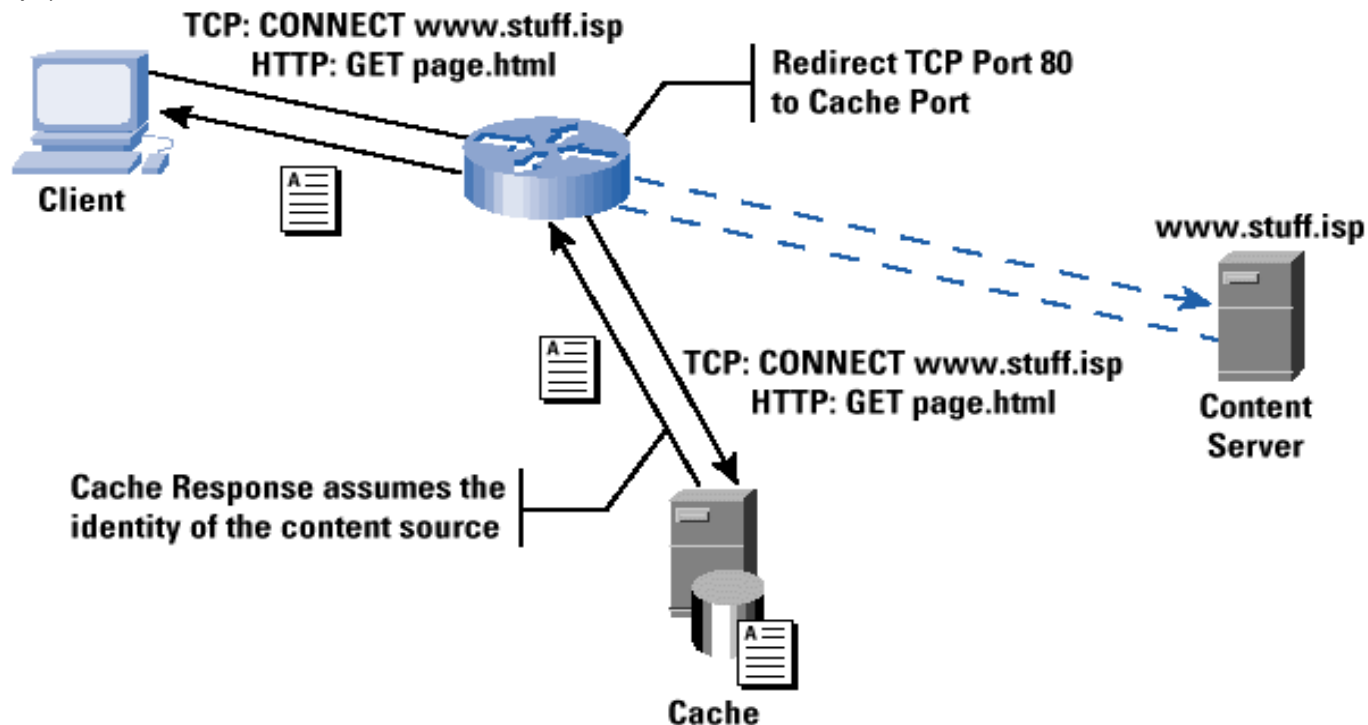 TCP: CONNECT www.stuff.isp
HTTP: GET page.html
Redirect TCP Port 80
to Cache Port
Client
A
www.stuff.isp
A
TCP: CONNECT www.stuff.isp
HTTP: GET page.html
Content
Server
Cache Response assumes the
identity of the content source
A
Cache